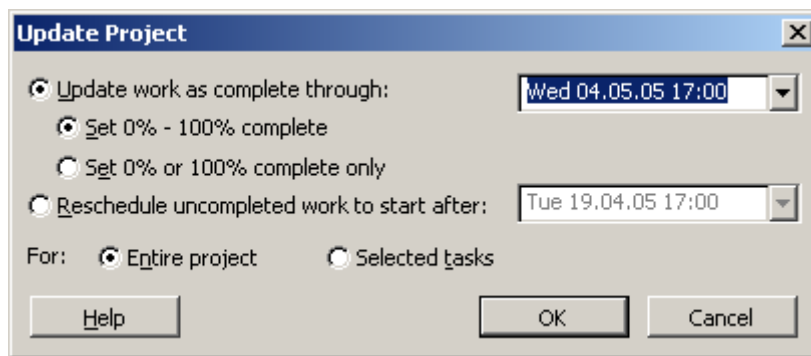 Update Project
Update work as complete through: Wed 04.05.05 17:00
Set 0% - 100% complete
Set 0% or 100% complete only
Reschedule uncompleted work to start after: Tue 19.04.05 17:00
For: Entire project Selected tasks
Help OK Cancel